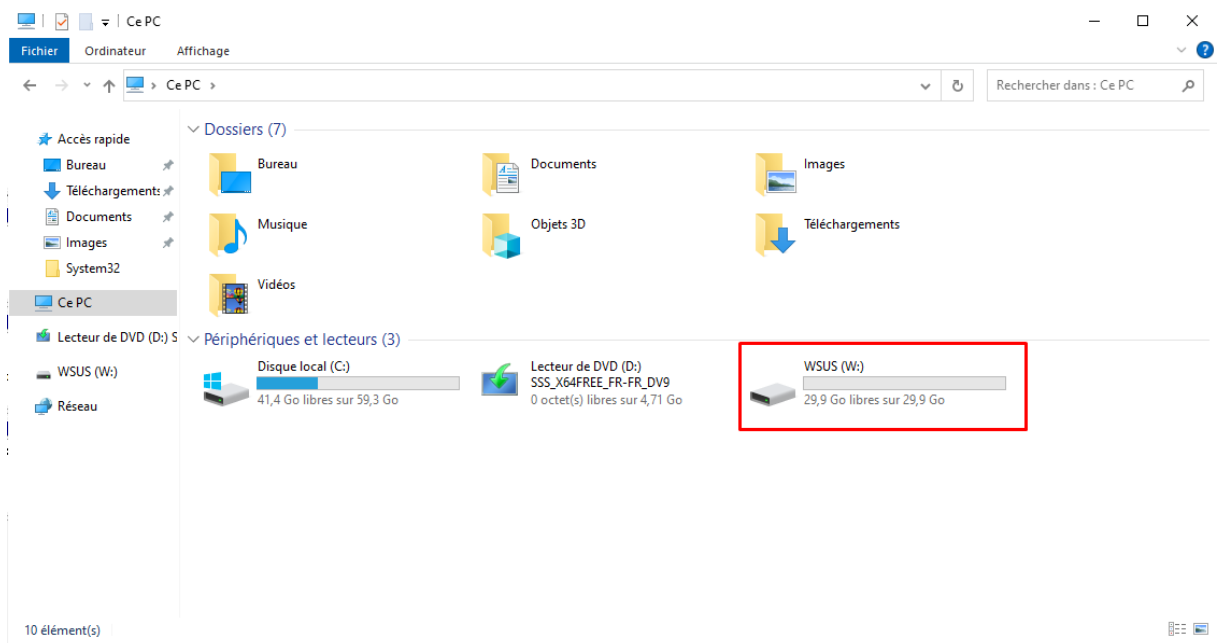 Ce PC
Fichier Ordinateur Affichage
Ce PC
Rechercher dans : Ce PC
Accès rapide
Bureau
Téléchargements
Documents
Images
System32
Ce PC
Lecteur de DVD (D:) S
WSUS (W:)
Réseau
Dossiers (7)
Bureau
Documents
Images
Musique
Objets 3D
Téléchargements
Vidéos
Périphériques et lecteurs (3)
Disque local (C:)
41,4 Go libres sur 59,3 Go
Lecteur de DVD (D:)
SSS_X64FREE_FR-FR_DV9
0 octet(s) libres sur 4,71 Go
WSUS (W:)
29,9 Go libres sur 29,9 Go
10 élément(s)